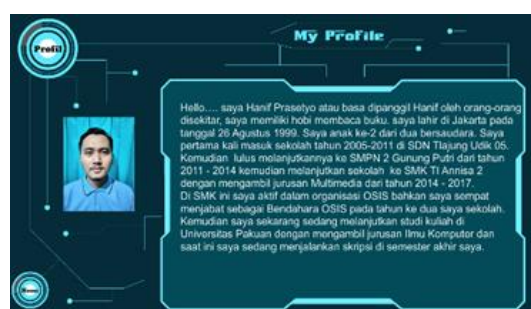 Profil
My Profile
Hello.... saya Hanif Prasetyo atau basa dipanggil Hanif oleh orang-orang
disekitar, saya memiliki hobi membaca buku. saya lahir di Jakarta pada
tanggal 26 Agustus 1999. Saya anak ke-2 dari dua bersaudara. Saya
pertama kali masuk sekolah tahun 2005-2011 di SDN Tlajung Udik 05.
Kemudian lulus melanjutkannya ke SMPN 2 Gunung Putri dari tahun
2011 - 2014 kemudian melanjutkan sekolah ke SMK TI Annisa 2
dengan mengambil jurusan Multimedia dari tahun 2014 - 2017.
Di SMK ini saya aktif dalam organisasi OSIS bahkan saya sempat
menjabat sebagai Bendahara OSIS pada tahun ke dua saya sekolah.
Kemudian saya sekarang sedang melanjutkan studi kuliah di
Universitas Pakuan dengan mengambil jurusan Ilmu Komputer dan
saat ini saya sedang menjalankan skripsi di semester akhir saya.
Home